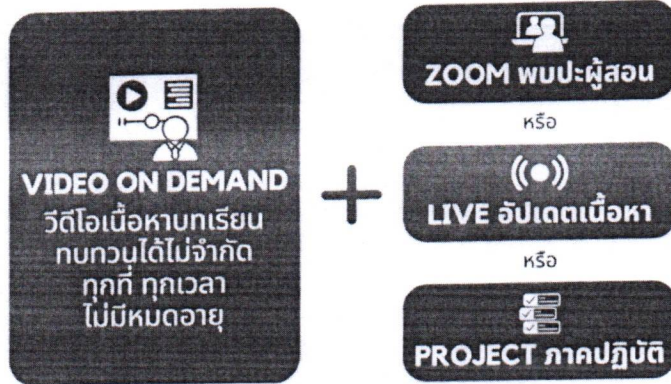 VIDEO ON DEMAND
วีดีโอเนื้อหาบทเรียน
ทบทวนได้ไม่จำกัด
ทุกที่ ทุกเวลา
ไม่มีหมดอายุ
+
ZOOM พบปะผู้สอน
หรือ
LIVE อัปเดตเนื้อหา
หรือ
PROJECT ภาคปฏิบัติ